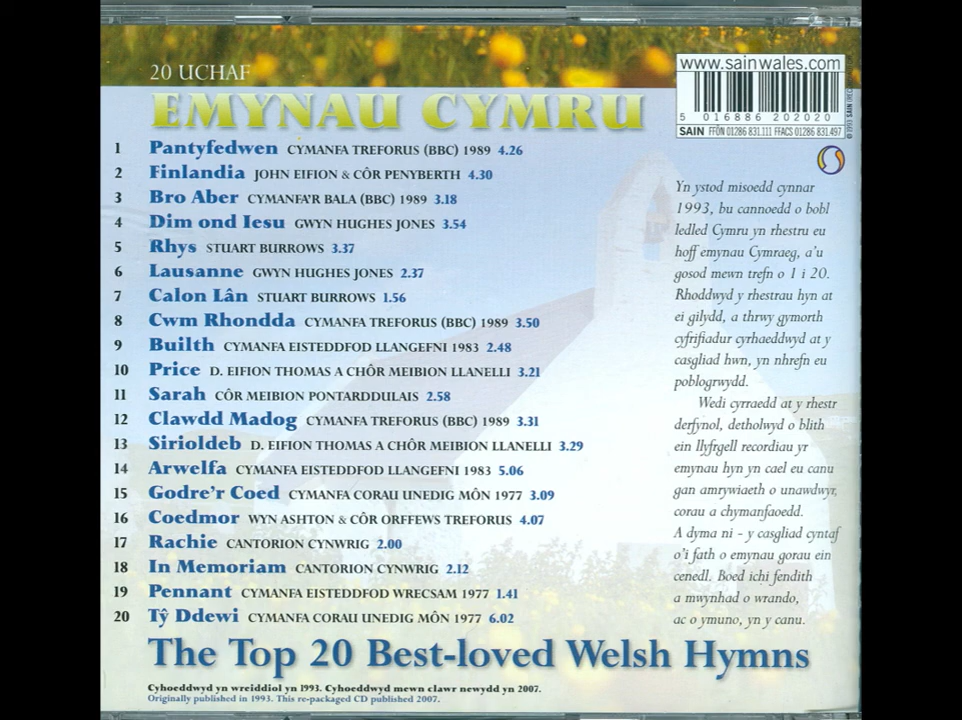 20 UCHAF
EMYNAU CYMRU
www.sainwales.com
5 016886 202020
SAIN FFÔN 01286 831.111 FFACS 01286 831.497
1 Pantyfedwen CYMANFA TREFORUS (BBC) 1989 4.26
2 Finlandia JOHN EIFION & CÔR PENYBERTH 4.30
3 Bro Aber CYMANFA'R BALA (BBC) 1989 3.18
4 Dim ond Iesu GWYN HUGHES JONES 3.54
5 Rhys STUART BURROWS 3.37
6 Lausanne GWYN HUGHES JONES 2.37
7 Calon Lân STUART BURROWS 1.56
8 Cwm Rhondda CYMANFA TREFORUS (BBC) 1989 3.50
9 Builth CYMANFA EISTEDDFOD LLANGEFNI 1983 2.48
10 Price D. EIFION THOMAS A CHÔR MEIBION LLANELLI 3.21
11 Sarah CÔR MEIBION PONTARDDULAIS 2.58
12 Clawdd Madog CYMANFA TREFORUS (BBC) 1989 3.31
13 Sirioldeb D. EIFION THOMAS A CHÔR MEIBION LLANELLI 3.29
14 Arwelfa CYMANFA EISTEDDFOD LLANGEFNI 1983 5.06
15 Godre'r Coed CYMANFA CORAU UNEDIG MÔN 1977 3.09
16 Coedmor WYN ASHTON & CÔR ORFFEWS TREFORUS 4.07
17 Rachie CANTORION CYNWRIG 2.00
18 In Memoriam CANTORION CYNWRIG 2.12
19 Pennant CYMANFA EISTEDDFOD WRECSAM 1977 1.41
20 Tŷ Ddewi CYMANFA CORAU UNEDIG MÔN 1977 6.02
Yn ystod misoedd cynnar
1993, bu cannoedd o bobl
ledled Cymru yn rhestru eu
hoff emynau Cymraeg, a'u
gosod mewn trefn o 1 i 20.
Rhoddwyd y rhestrau hyn at
ei gilydd, a thrwy gymorth
cyfrifiadur cyrhaeddwyd at y
casgliad hwn, yn nhrefn eu
poblogrwydd.
Wedi cyrraedd at y rhestr
derfynol, detholwyd o blith
ein llyfrgell recordiau yr
emynau hyn yn cael eu canu
gan amrywiaeth o unawdwyr,
corau a chymanfaoedd.
A dyma ni - y casgliad cyntaf
o'i fath o emynau gorau ein
cenedl. Boed ichi fendith
a mwynhad o wrando,
ac o ymuno, yn y canu.
The Top 20 Best-loved Welsh Hymns
Cyhoeddwyd yn wreiddiol yn 1993. Cyhoeddwyd mewn clawr newydd yn 2007.
Originally published in 1993. This re-packaged CD published 2007.